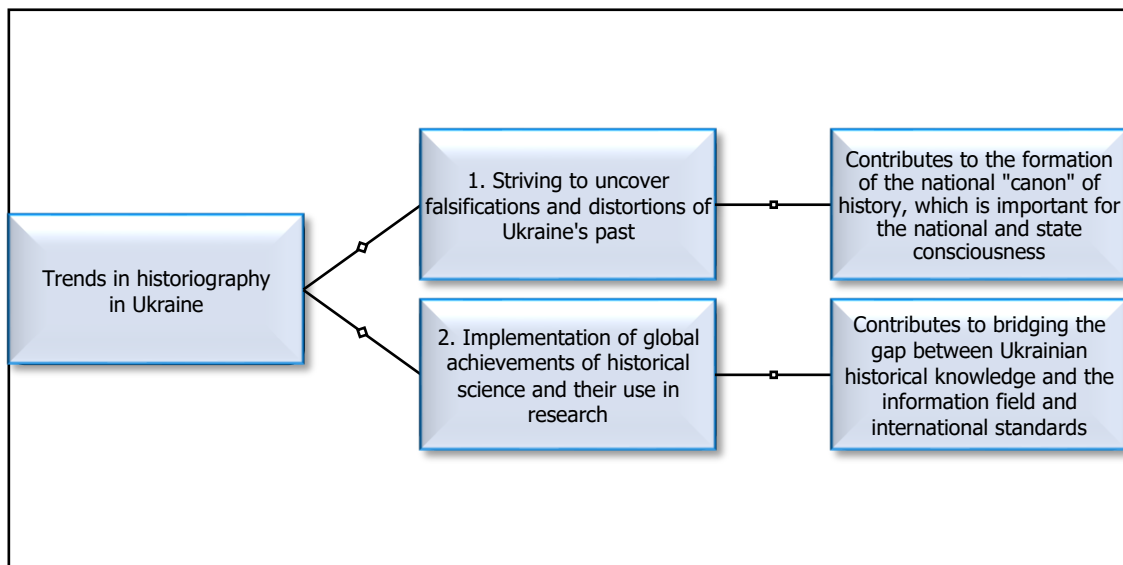 Trends in historiography
in Ukraine
1. Striving to uncover
falsifications and distortions of
Ukraine's past
Contributes to the formation
of the national "canon" of
history, which is important for
the national and state
consciousness
2. Implementation of global
achievements of historical
science and their use in
research
Contributes to bridging the
gap between Ukrainian
historical knowledge and the
information field and
international standards